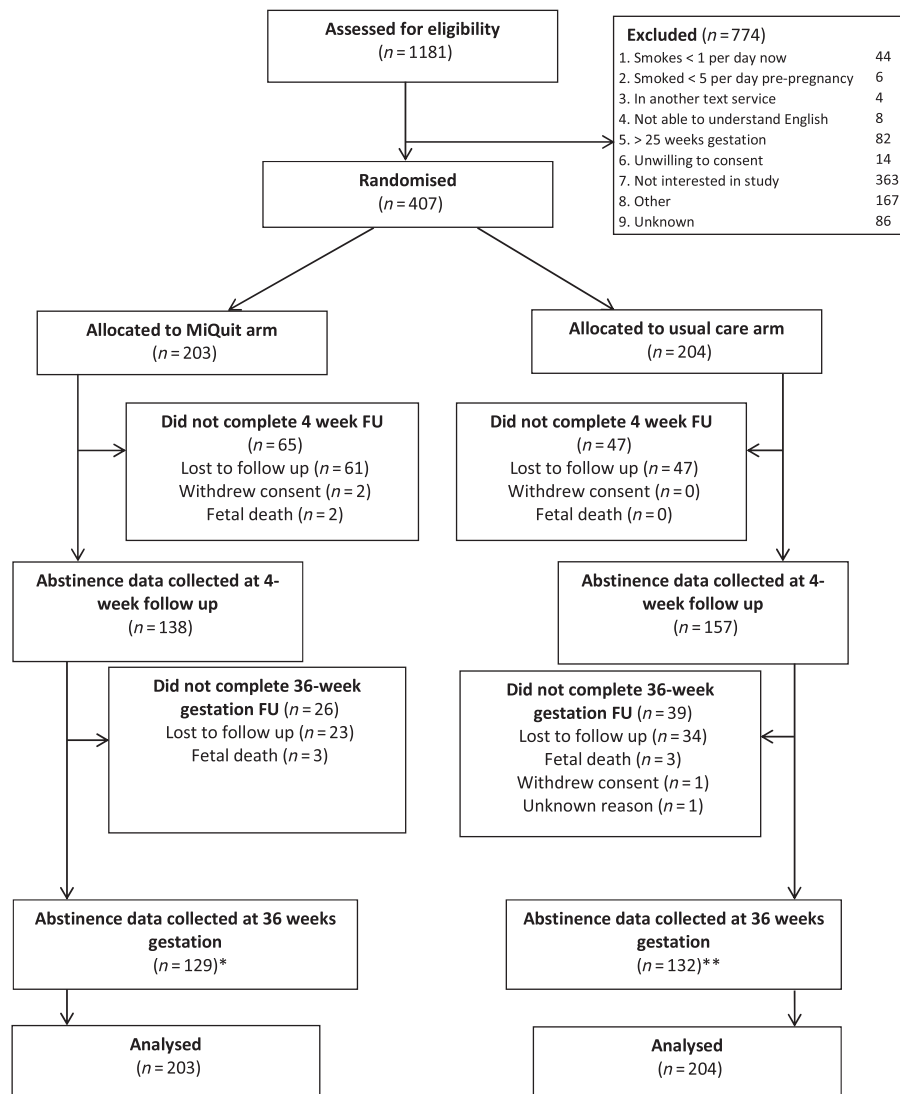 Assessed for eligibility
(n = 1181)
Excluded (n = 774)
1. Smokes < 1 per day now 44
2. Smoked < 5 per day pre-pregnancy 6
3. In another text service 4
4. Not able to understand English 8
5. > 25 weeks gestation 82
6. Unwilling to consent 14
7. Not interested in study 363
8. Other 167
9. Unknown 86
Randomised
(n = 407)
Allocated to MiQuit arm
(n = 203)
Allocated to usual care arm
(n = 204)
Did not complete 4 week FU
(n = 65)
Lost to follow up (n = 61)
Withdrew consent (n = 2)
Fetal death (n = 2)
Did not complete 4 week FU
(n = 47)
Lost to follow up (n = 47)
Withdrew consent (n = 0)
Fetal death (n = 0)
Abstinence data collected at 4-
week follow up
(n = 138)
Abstinence data collected at 4-
week follow up
(n = 157)
Did not complete 36-week
gestation FU (n = 26)
Lost to follow up (n = 23)
Fetal death (n = 3)
Did not complete 36-week
gestation FU (n = 39)
Lost to follow up (n = 34)
Fetal death (n = 3)
Withdrew consent (n = 1)
Unknown reason (n = 1)
Abstinence data collected at 36 weeks
gestation
(n = 129)*
Abstinence data collected at 36 weeks
gestation
(n = 132)**
Analysed
(n = 203)
Analysed
(n = 204)